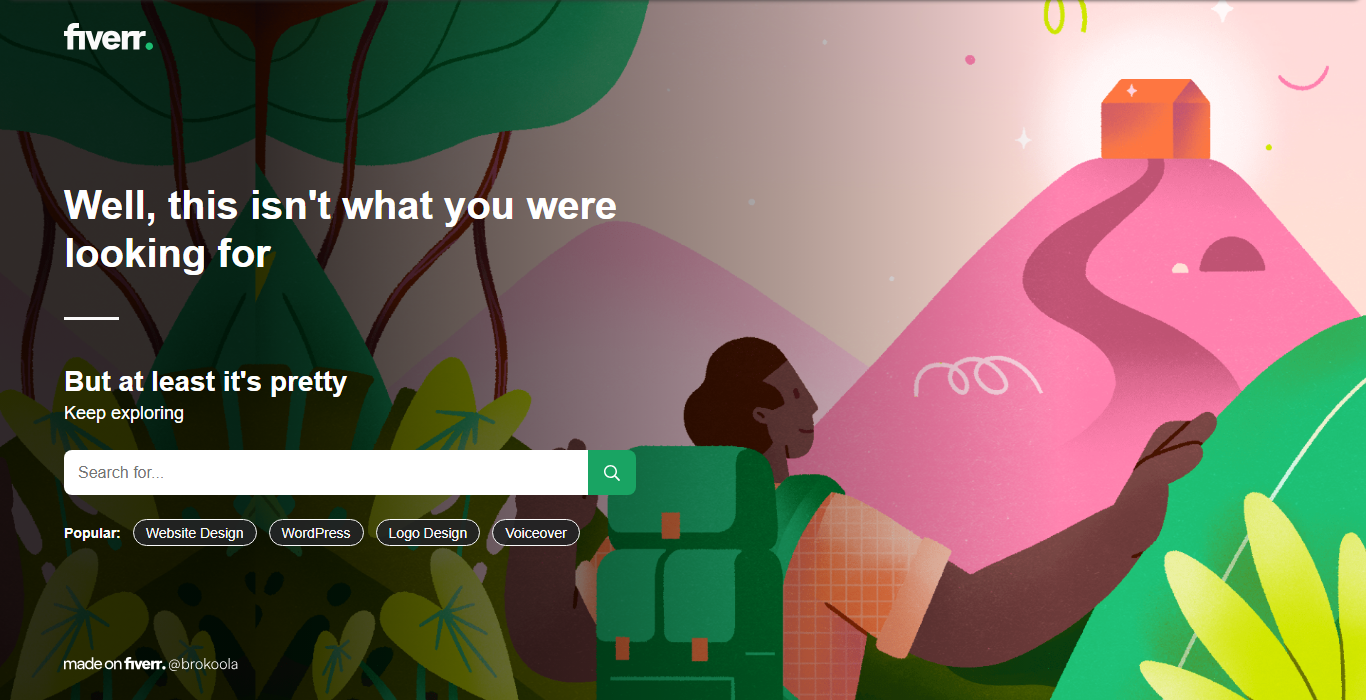 fiverr.
Well, this isn't what you were
looking for
But at least it's pretty
Keep exploring
Search for...
Popular: Website Design WordPress Logo Design Voiceover
made on fiverr. @brokoola